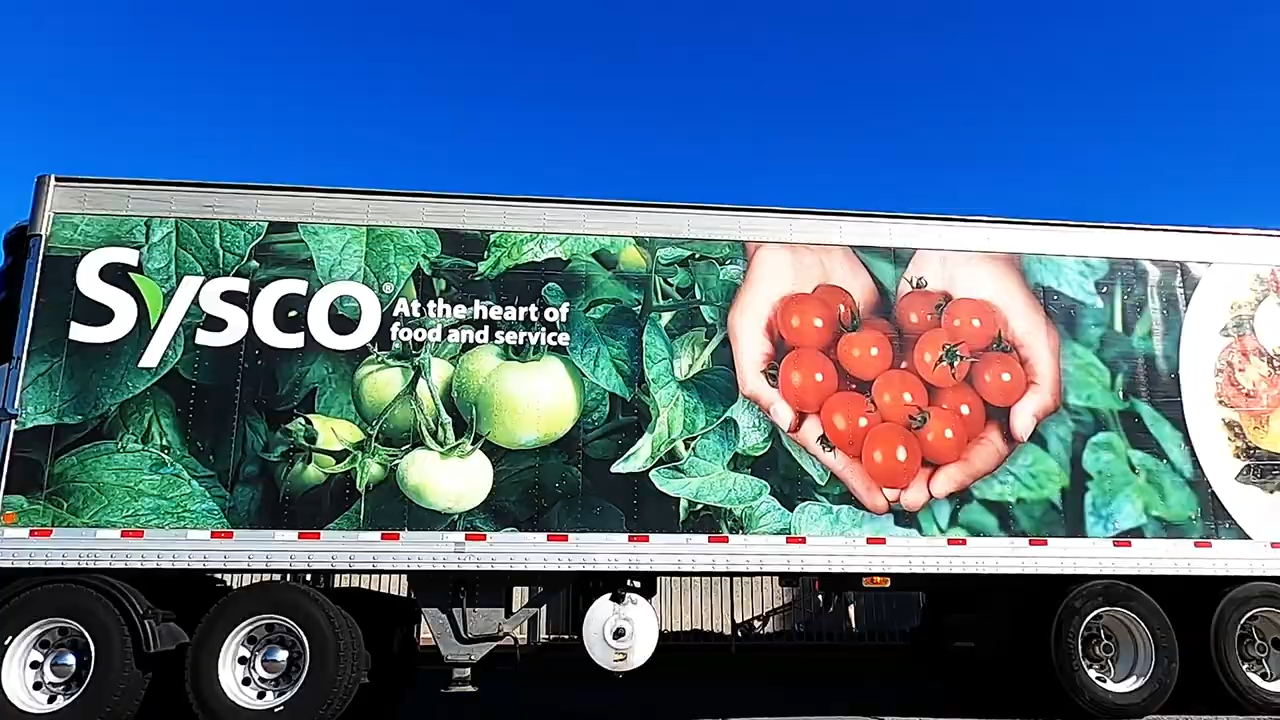 Sysco®
At the heart of
food and service